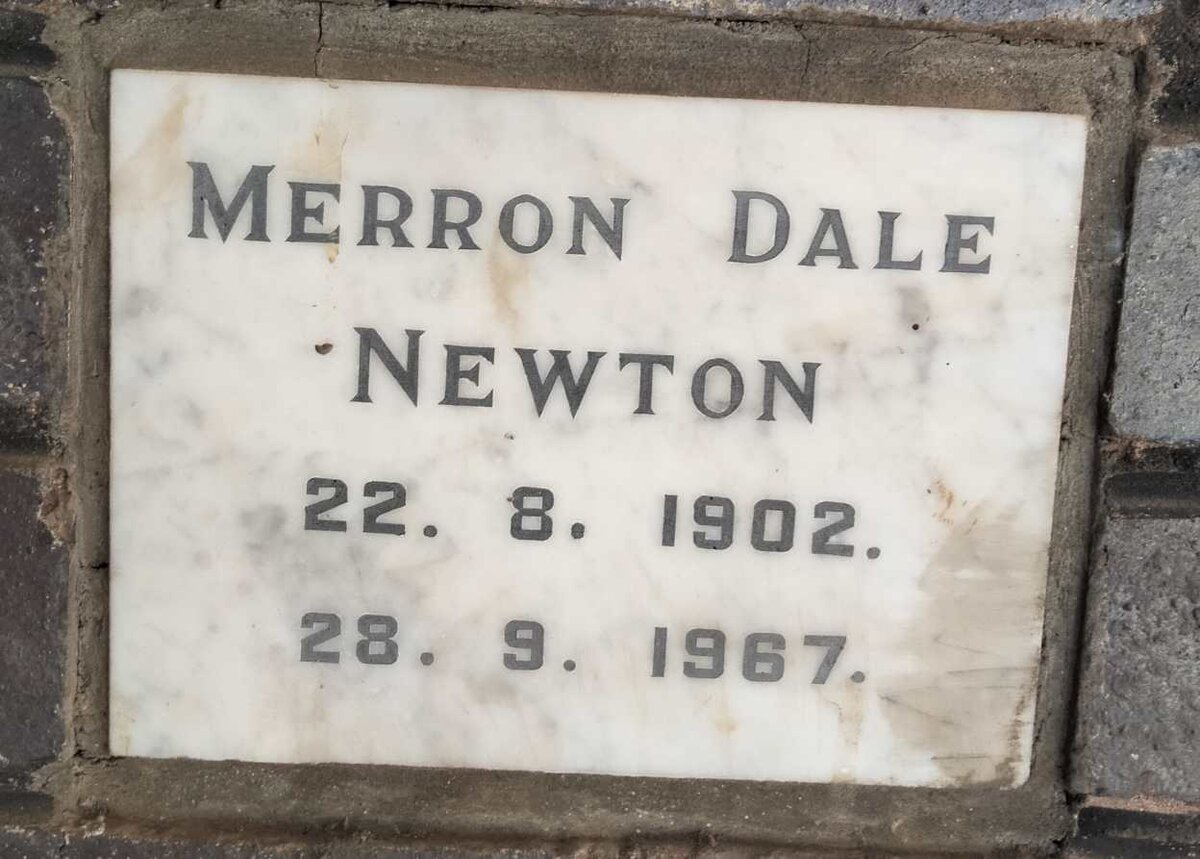 MERRON DALE
NEWTON
22. 8. 1902.
28. 9. 1967.